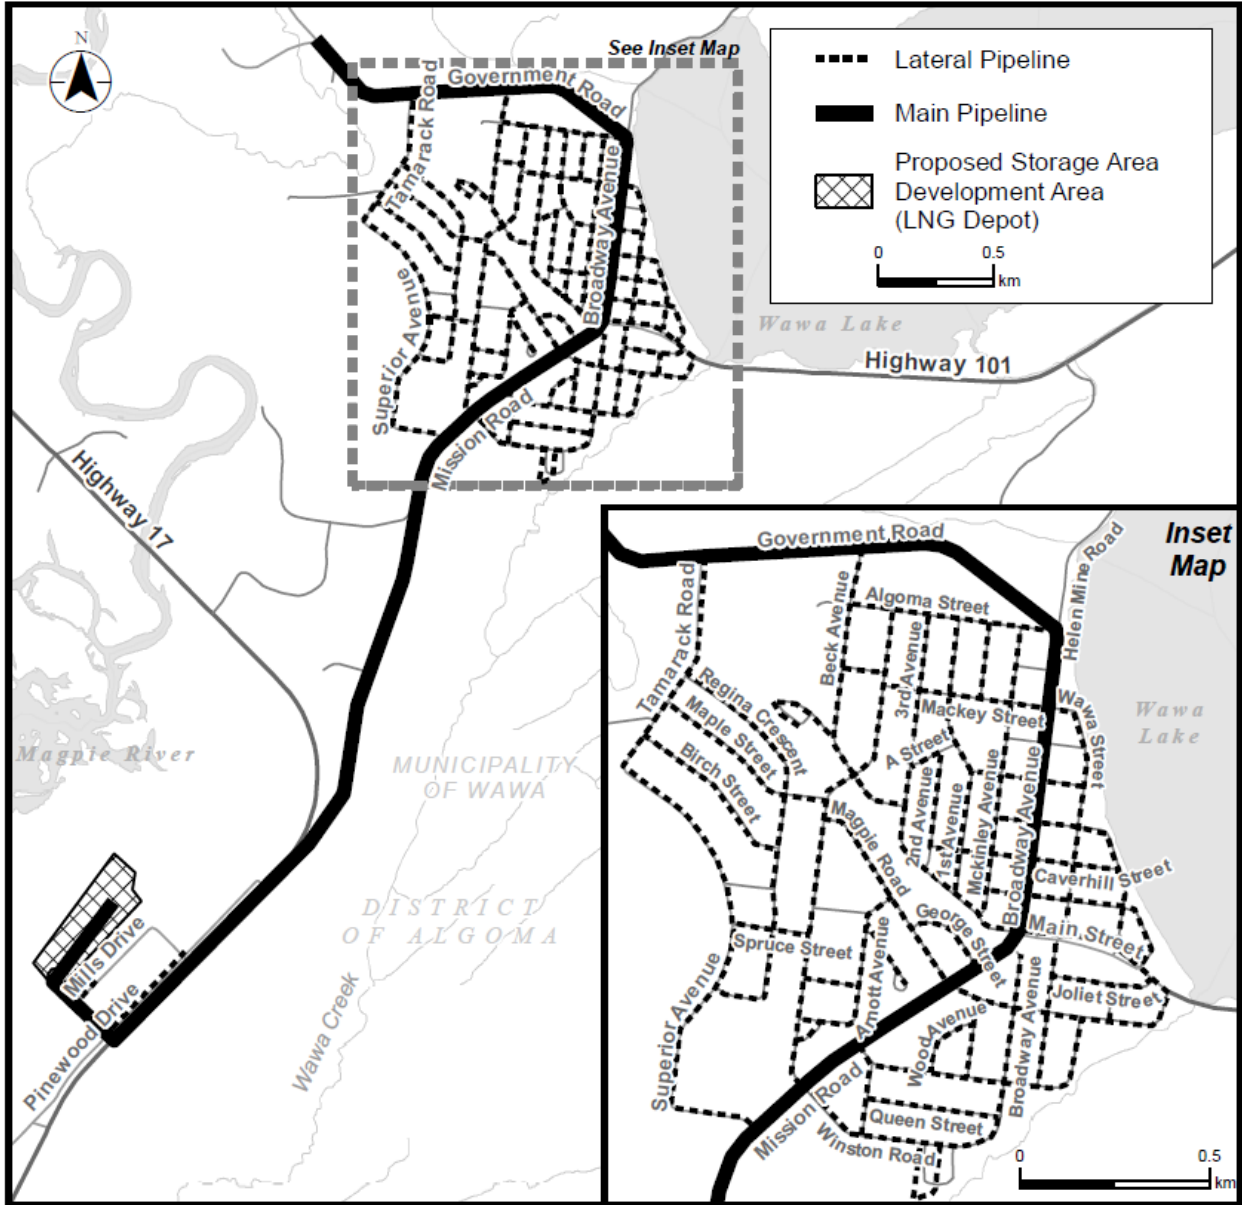 N
See Inset Map
Lateral Pipeline
Main Pipeline
Proposed Storage Area
Development Area
(LNG Depot)
0 0.5
km
Government Road
Tamarack Road
Broadway Avenue
Superior Avenue
Mission Road
Wawa Lake
Highway 101
Highway 17
Magpie River
MUNICIPALITY
OF WAWA
DISTRICT
OF ALGOMA
Mills Drive
Pinewood Drive
Wawa Creek
Inset
Map
Government Road
Helen Mine Road
Algoma Street
Beck Avenue
Tamarack Road
3rd Avenue
Regina Crescent
Maple Street
Birch Street
Mackey Street
Wawa Street
Wawa
Lake
A Street
2nd Avenue
1st Avenue
Mckinley Avenue
Broadway Avenue
Magpie Road
Caverhill Street
George Street
Main Street
Spruce Street
Arnott Avenue
Superior Avenue
Joliet Street
Wood Avenue
Broadway Avenue
Mission Road
Queen Street
Winston Road
0 0.5
km